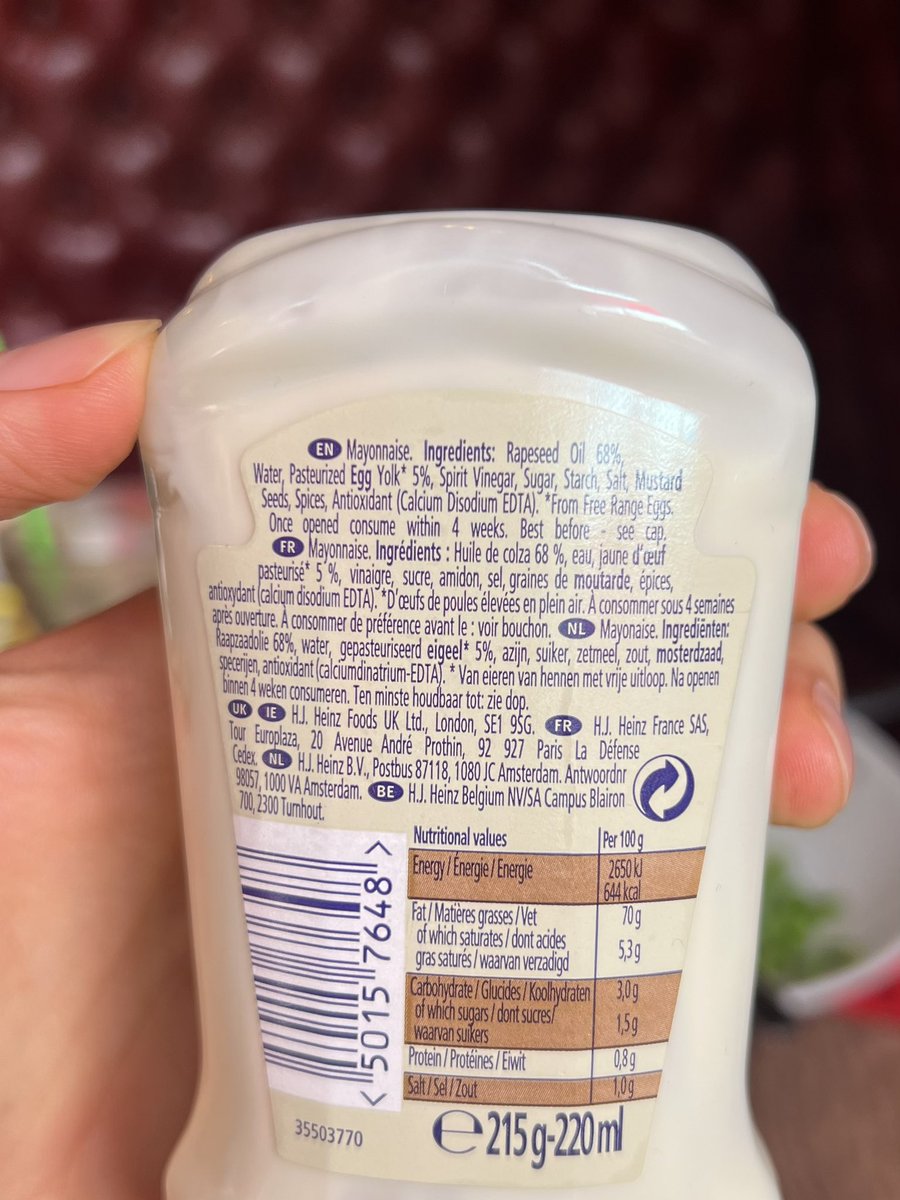 EN Mayonnaise. Ingredients: Rapeseed Oil 68%,
Water, Pasteurized Egg Yolk* 5%, Spirit Vinegar, Sugar, Starch, Salt, Mustard
Seeds, Spices, Antioxidant (Calcium Disodium EDTA). *From Free Range Eggs.
Once opened consume within 4 weeks. Best before - see cap.
FR Mayonnaise. Ingrédients : Huile de colza 68 %, eau, jaune d'œuf
pasteurisé* 5 %, vinaigre, sucre, amidon, sel, graines de moutarde, épices,
antioxydant (calcium disodium EDTA). *D'œufs de poules élevées en plein air. À consommer sous 4 semaines
après ouverture. À consommer de préférence avant le : voir bouchon. NL Mayonaise. Ingrediënten:
Raapzaadolie 68%, water, gepasteuriseerd eigeel* 5%, azijn, suiker, zetmeel, zout, mosterdzaad,
specerijen, antioxidant (calciumdinatrium-EDTA). * Van eieren van hennen met vrije uitloop. Na openen
binnen 4 weken consumeren. Ten minste houdbaar tot: zie dop.
UK IE H.J. Heinz Foods UK Ltd., London, SE1 9SG. FR H.J. Heinz France SAS,
Tour Europlaza, 20 Avenue André Prothin, 92 927 Paris La Défense
Cedex. NL H.J. Heinz B.V., Postbus 87118, 1080 JC Amsterdam. Antwoordnr
98057, 1000 VA Amsterdam. BE H.J. Heinz Belgium NV/SA Campus Blairon
700, 2300 Turnhout.
Nutritional values Per 100 g
Energy / Énergie / Energie 2650 kJ
644 kcal
Fat / Matières grasses / Vet 70 g
of which saturates / dont acides
gras saturés / waarvan verzadigd 5,3 g
Carbohydrate / Glucides / Koolhydraten 3,0 g
of which sugars / dont sucres/
waarvan suikers 1,5 g
Protein / Protéines / Eiwit 0,8 g
Salt / Sel / Zout 1,0 g
< 5015 7648 >
35503770
e 215 g-220 ml